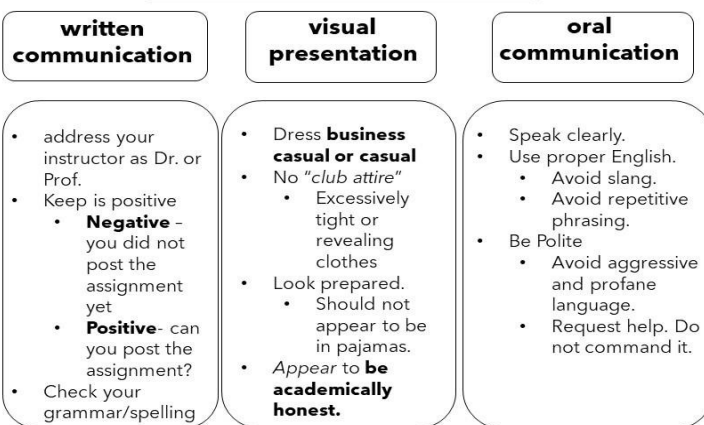 written
communication
visual
presentation
oral
communication
• address your
instructor as Dr. or
Prof.
• Keep is positive
• Negative –
you did not
post the
assignment
yet
• Positive- can
you post the
assignment?
• Check your
grammar/spelling
• Dress business
casual or casual
• No "club attire"
• Excessively
tight or
revealing
clothes
• Look prepared.
• Should not
appear to be
in pajamas.
• Appear to be
academically
honest.
• Speak clearly.
• Use proper English.
• Avoid slang.
• Avoid repetitive
phrasing.
• Be Polite
• Avoid aggressive
and profane
language.
• Request help. Do
not command it.